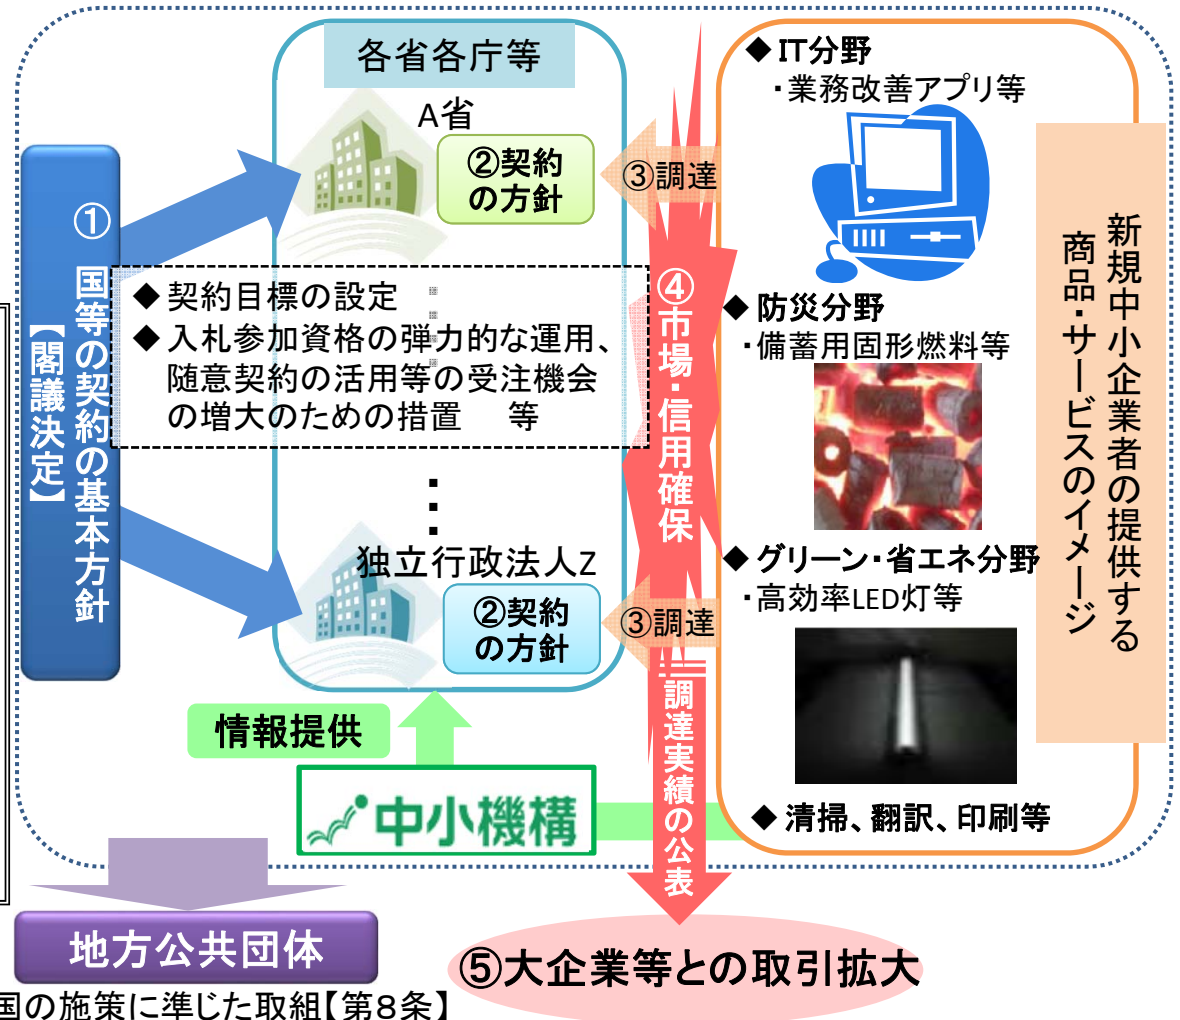 各省各庁等
A省
②契約
の方針
③調達
① 国等の契約の基本方針
【閣議決定】
◆ 契約目標の設定
◆ 入札参加資格の弾力的な運用、
随意契約の活用等の受注機会
の増大のための措置 等
独立行政法人Z
②契約
の方針
③調達
④市場・信用確保
調達実績の公表
◆ IT分野
・業務改善アプリ等
◆ 防災分野
・備蓄用固形燃料等
◆ グリーン・省エネ分野
・高効率LED灯等
◆ 清掃、翻訳、印刷等
新規中小企業者の提供する
商品・サービスのイメージ
情報提供
中小機構
地方公共団体
国の施策に準じた取組【第8条】
⑤大企業等との取引拡大